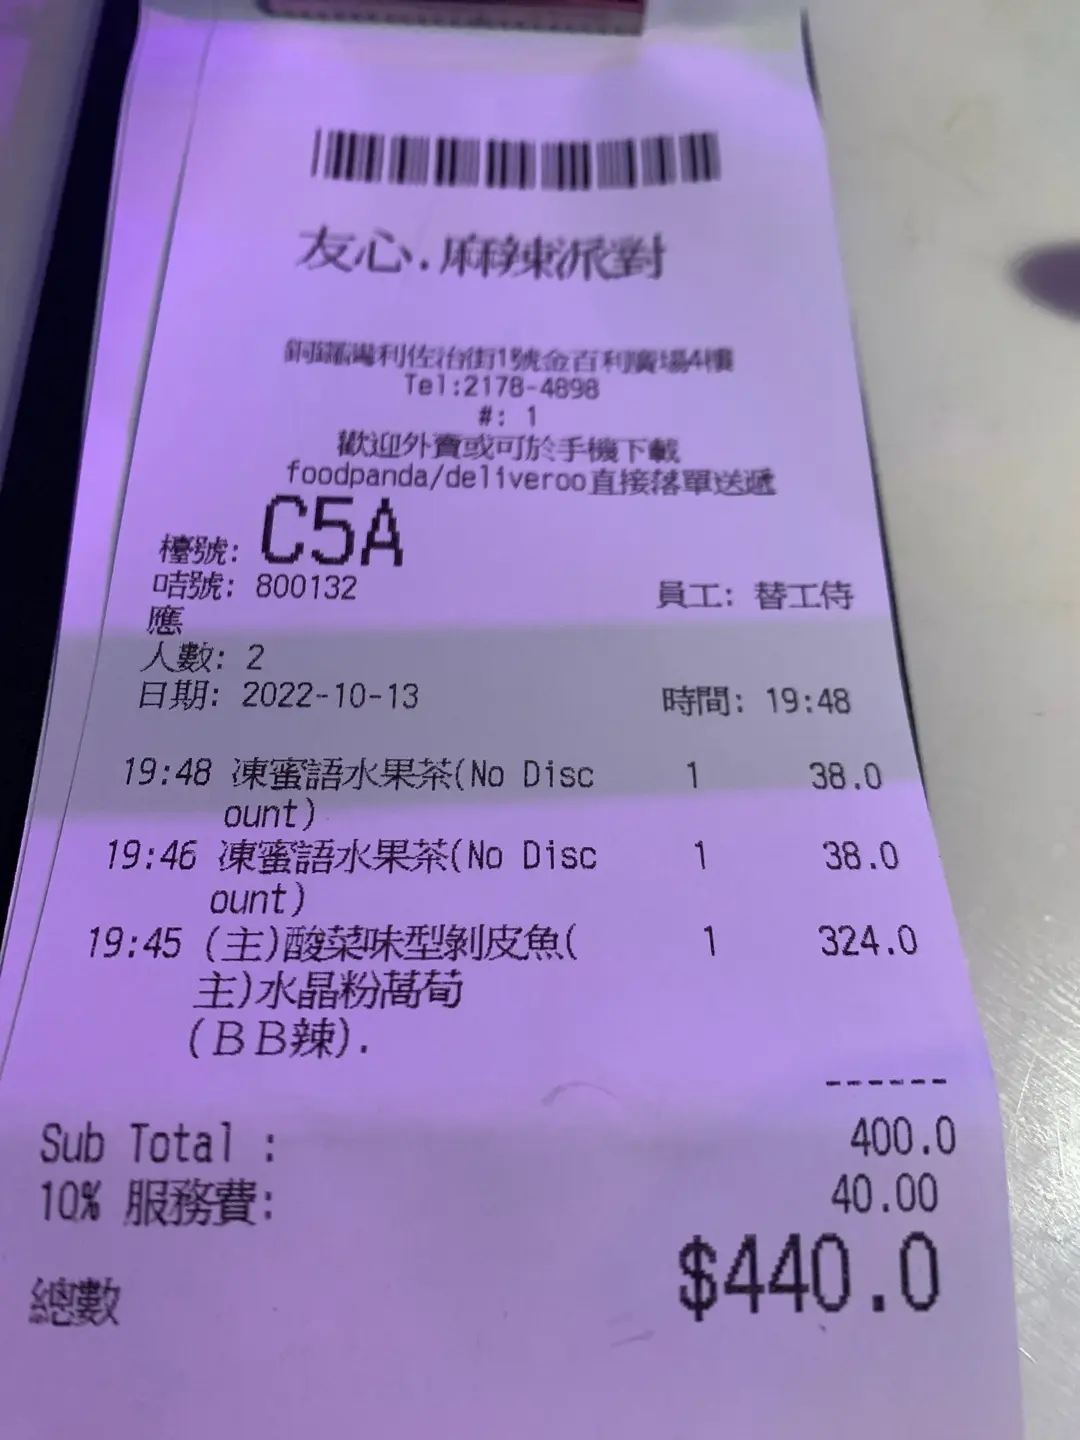 友心.麻辣派對
銅鑼灣利佐治街1號金百利廣場4樓
Tel:2178-4898
#: 1
歡迎外賣或可於手機下載
foodpanda/deliveroo直接落單送遞
檯號: C5A
咭號: 800132 員工: 替工侍
應
人數: 2
日期: 2022-10-13 時間: 19:48
19:48 凍蜜語水果茶(No Disc 1 38.0
ount)
19:46 凍蜜語水果茶(No Disc 1 38.0
ount)
19:45 (主)酸菜味型剝皮魚( 1 324.0
主)水晶粉萵荀
(ＢＢ辣).
------
Sub Total : 400.0
10% 服務費: 40.00
總數 $440.0